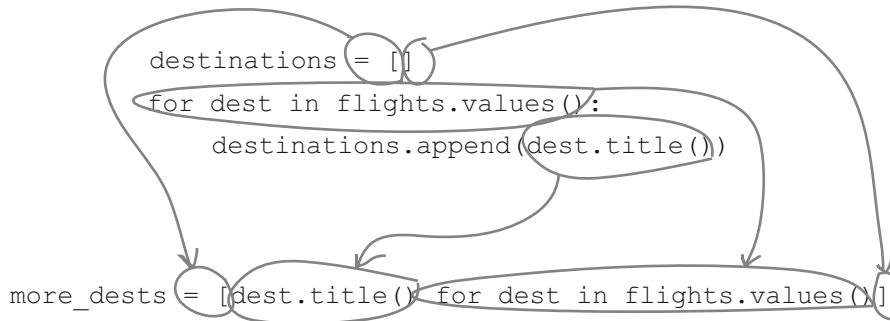 destinations = []
for dest in flights.values():
destinations.append(dest.title())
more_dests = [dest.title() for dest in flights.values()]